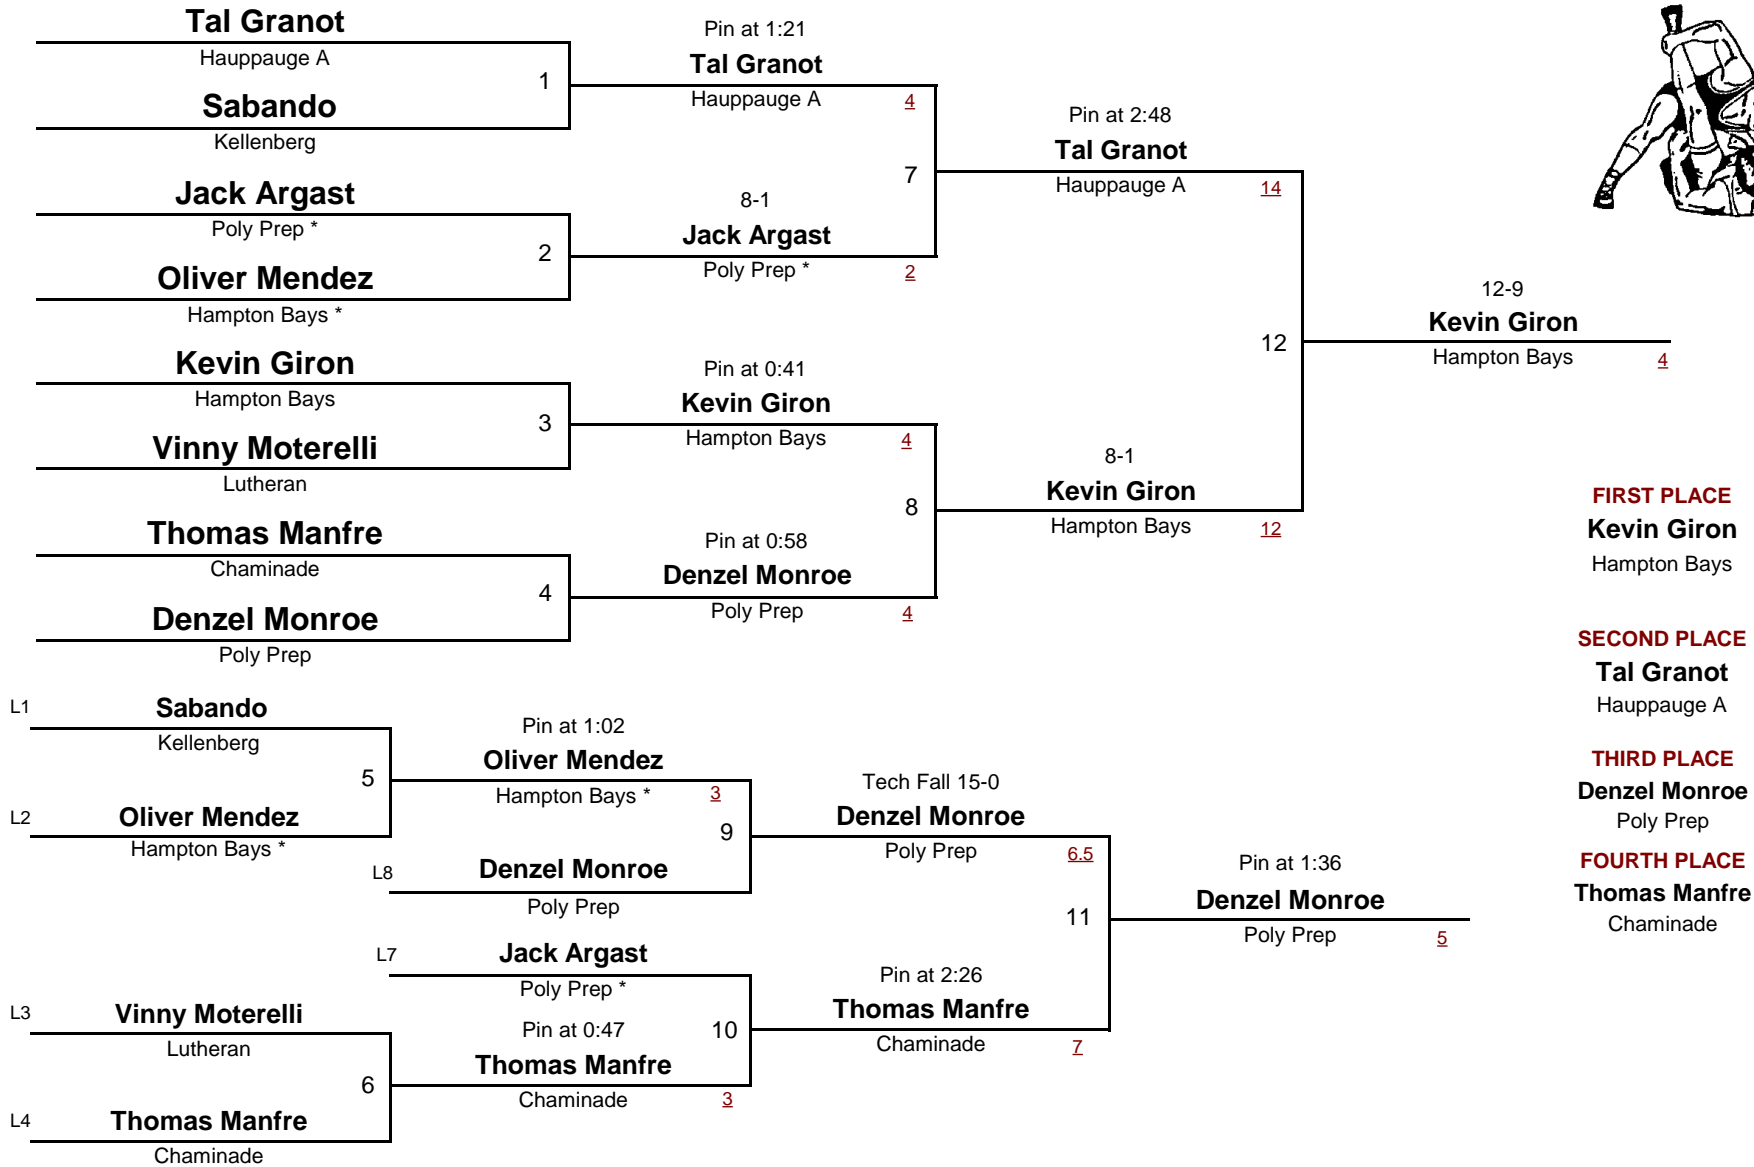 Tal Granot
Hauppauge A
1
Sabando
Kellenberg
Jack Argast
Poly Prep *
2
Oliver Mendez
Hampton Bays *
Kevin Giron
Hampton Bays
3
Vinny Moterelli
Lutheran
Thomas Manfre
Chaminade
4
Denzel Monroe
Poly Prep
Pin at 1:21
Tal Granot
Hauppauge A 4
7
8-1
Jack Argast
Poly Prep * 2
Pin at 0:41
Kevin Giron
Hampton Bays 4
8
Pin at 0:58
Denzel Monroe
Poly Prep 4
Pin at 2:48
Tal Granot
Hauppauge A 14
12
8-1
Kevin Giron
Hampton Bays 12
12-9
Kevin Giron
Hampton Bays 4
FIRST PLACE
Kevin Giron
Hampton Bays
SECOND PLACE
Tal Granot
Hauppauge A
THIRD PLACE
Denzel Monroe
Poly Prep
FOURTH PLACE
Thomas Manfre
Chaminade
L1 Sabando
Kellenberg
5
L2 Oliver Mendez
Hampton Bays *
Pin at 1:02
Oliver Mendez
Hampton Bays * 3
9
L8 Denzel Monroe
Poly Prep
L7 Jack Argast
Poly Prep *
10
Pin at 0:47
Thomas Manfre
Chaminade 3
L3 Vinny Moterelli
Lutheran
6
L4 Thomas Manfre
Chaminade
Tech Fall 15-0
Denzel Monroe
Poly Prep 6.5
11
Pin at 2:26
Thomas Manfre
Chaminade 7
Pin at 1:36
Denzel Monroe
Poly Prep 5